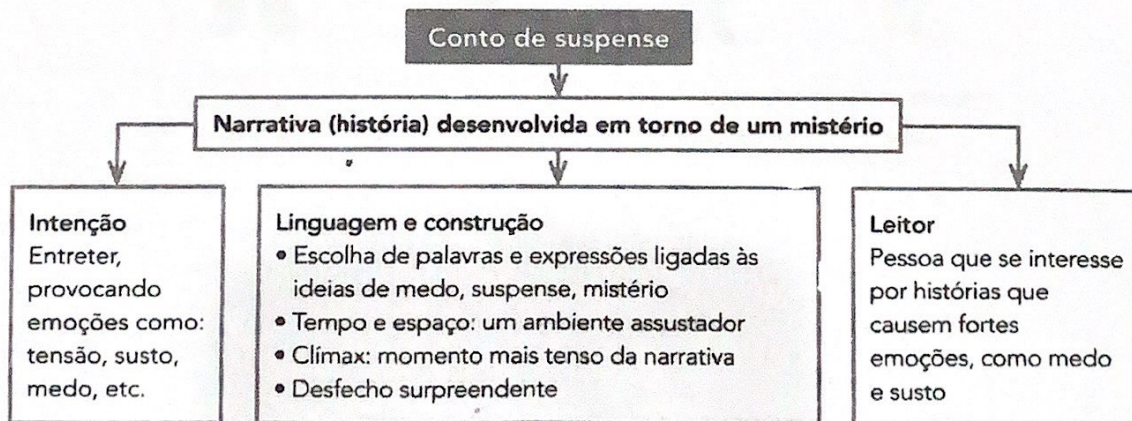 Conto de suspense
Narrativa (história) desenvolvida em torno de um mistério
Intenção
Entreter,
provocando
emoções como:
tensão, susto,
medo, etc.
Linguagem e construção
• Escolha de palavras e expressões ligadas às
ideias de medo, suspense, mistério
• Tempo e espaço: um ambiente assustador
• Clímax: momento mais tenso da narrativa
• Desfecho surpreendente
Leitor
Pessoa que se interesse
por histórias que
causem fortes
emoções, como medo
e susto